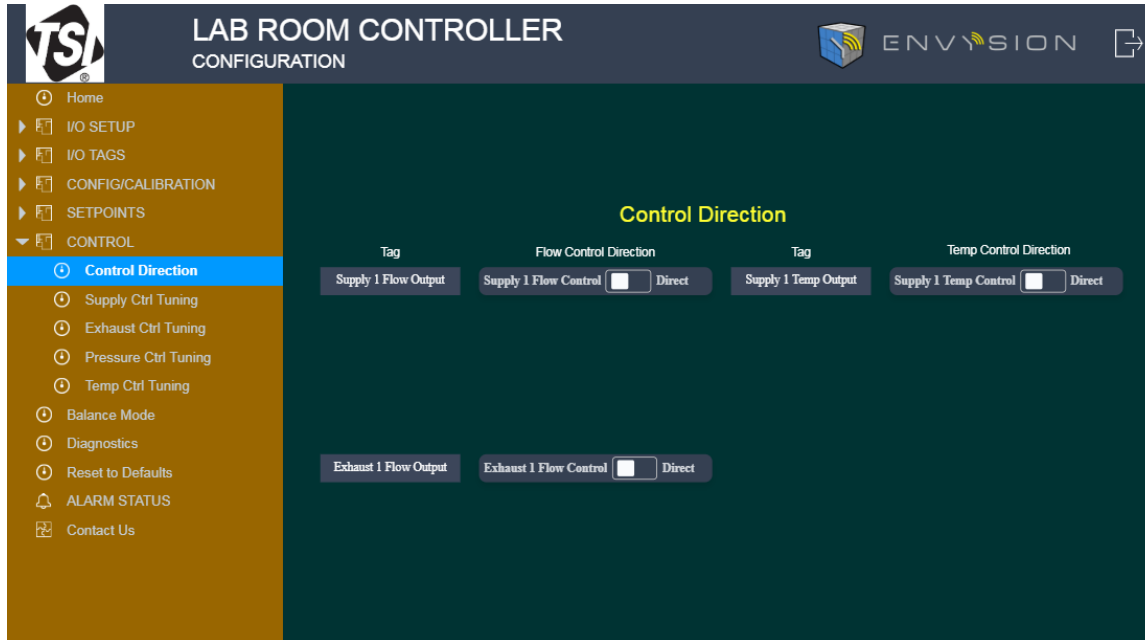 TSI
®
LAB ROOM CONTROLLER
CONFIGURATION
ENVYSION
Home
I/O SETUP
I/O TAGS
CONFIG/CALIBRATION
SETPOINTS
CONTROL
Control Direction
Supply Ctrl Tuning
Exhaust Ctrl Tuning
Pressure Ctrl Tuning
Temp Ctrl Tuning
Balance Mode
Diagnostics
Reset to Defaults
ALARM STATUS
Contact Us
Control Direction
Tag Flow Control Direction Tag Temp Control Direction
Supply 1 Flow Output Supply 1 Flow Control Direct Supply 1 Temp Output Supply 1 Temp Control Direct
Exhaust 1 Flow Output Exhaust 1 Flow Control Direct